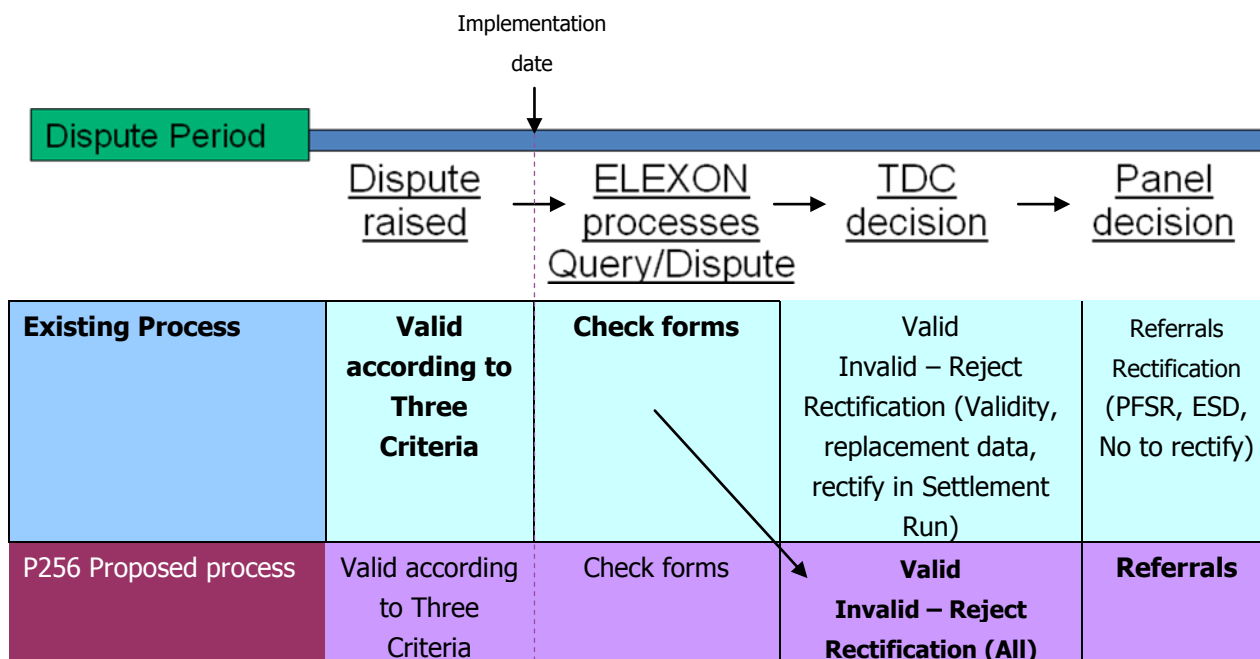 Implementation
date
Dispute Period
Dispute
raised
ELEXON
processes
Query/Dispute
TDC
decision
Panel
decision
Existing Process
Valid
according to
Three
Criteria
Check forms
Valid
Invalid – Reject
Rectification (Validity,
replacement data,
rectify in Settlement
Run)
Referrals
Rectification
(PFSR, ESD,
No to rectify)
P256 Proposed process
Valid according
to Three
Criteria
Check forms
Valid
Invalid – Reject
Rectification (All)
Referrals